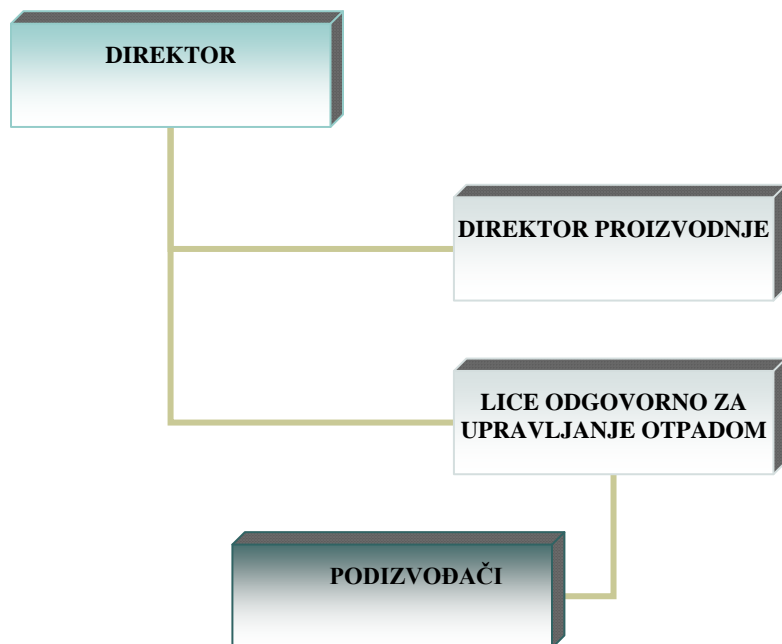 DIREKTOR
DIREKTOR PROIZVODNJE
LICE ODGOVORNO ZA
UPRAVLJANJE OTPADOM
PODIZVOĐAČI